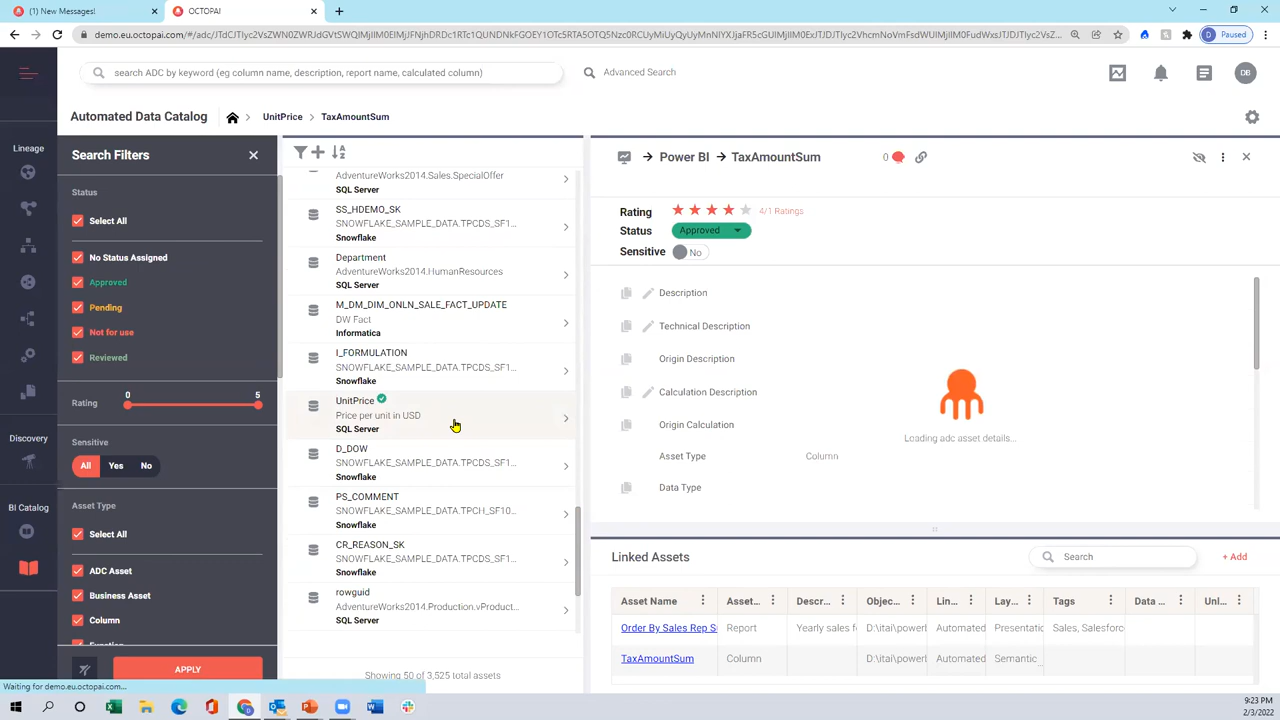 (1) New Messages!
OCTOPAI
demo.eu.octopai.com/#/adc/
Paused
search ADC by keyword (eg column name, description, report name, calculated column)
Advanced Search
DB
Automated Data Catalog
UnitPrice
TaxAmountSum
Lineage
Discovery
BI Catalog
Search Filters
Status
Select All
No Status Assigned
Approved
Pending
Not for use
Reviewed
Rating
0
5
Sensitive
All
Yes
No
Asset Type
Select All
ADC Asset
Business Asset
Column
Function
APPLY
AdventureWorks2014.Sales.SpecialOffer
SQL Server
SS_HDEMO_SK
SNOWFLAKE_SAMPLE_DATA.TPCDS_SF1...
Snowflake
Department
AdventureWorks2014.HumanResources
SQL Server
M_DM_DIM_ONLN_SALE_FACT_UPDATE
DW Fact
Informatica
I_FORMULATION
SNOWFLAKE_SAMPLE_DATA.TPCDS_SF1...
Snowflake
UnitPrice
Price per unit in USD
SQL Server
D_DOW
SNOWFLAKE_SAMPLE_DATA.TPCDS_SF1...
Snowflake
PS_COMMENT
SNOWFLAKE_SAMPLE_DATA.TPCH_SF10...
Snowflake
CR_REASON_SK
SNOWFLAKE_SAMPLE_DATA.TPCDS_SF1...
Snowflake
rowguid
AdventureWorks2014.Production.vProduct...
SQL Server
Showing 50 of 3,525 total assets
Power BI
TaxAmountSum
0
Rating
4/1 Ratings
Status
Approved
Sensitive
No
Description
Technical Description
Origin Description
Calculation Description
Origin Calculation
Asset Type
Column
Data Type
Loading adc asset details...
Linked Assets
Search
+ Add
Asset Name
Asset...
Descr...
Objec...
Lin...
Lay...
Tags
Data ...
Unl...
Order By Sales Rep S
Report
Yearly sales f
D:\itai\powerl
Automated
Presentatio
Sales, Salesforc
TaxAmountSum
Column
D:\itai\powerl
Automated
Semantic...
Waiting for demo.eu.octopai.com...
9:23 PM
2/3/2022